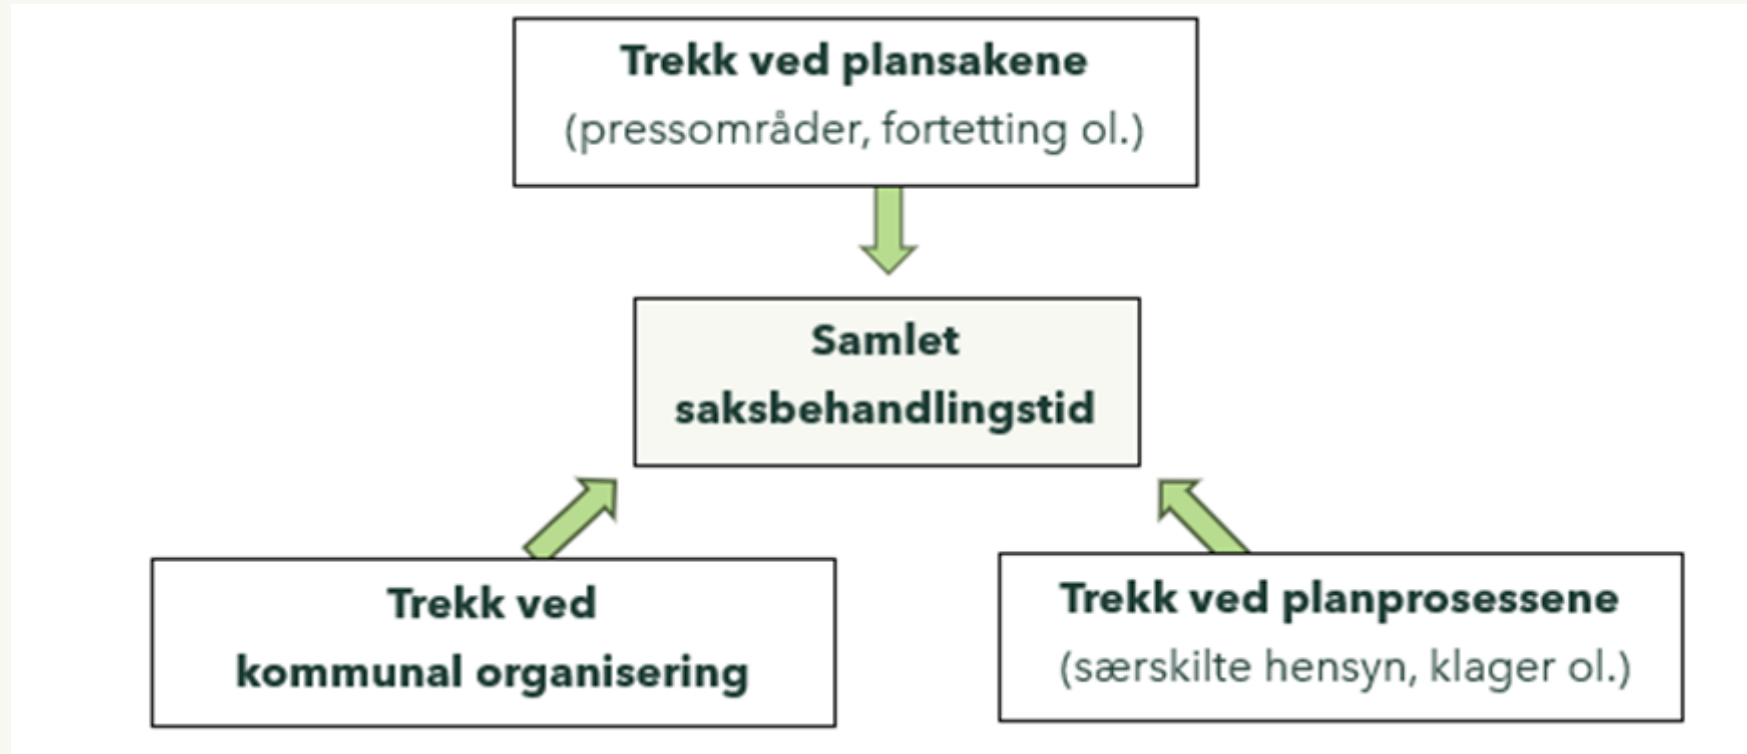 Trekk ved plansakene
(pressområder, fortetting ol.)
Samlet
saksbehandlingstid
Trekk ved
kommunal organisering
Trekk ved planprosessene
(særskilte hensyn, klager ol.)